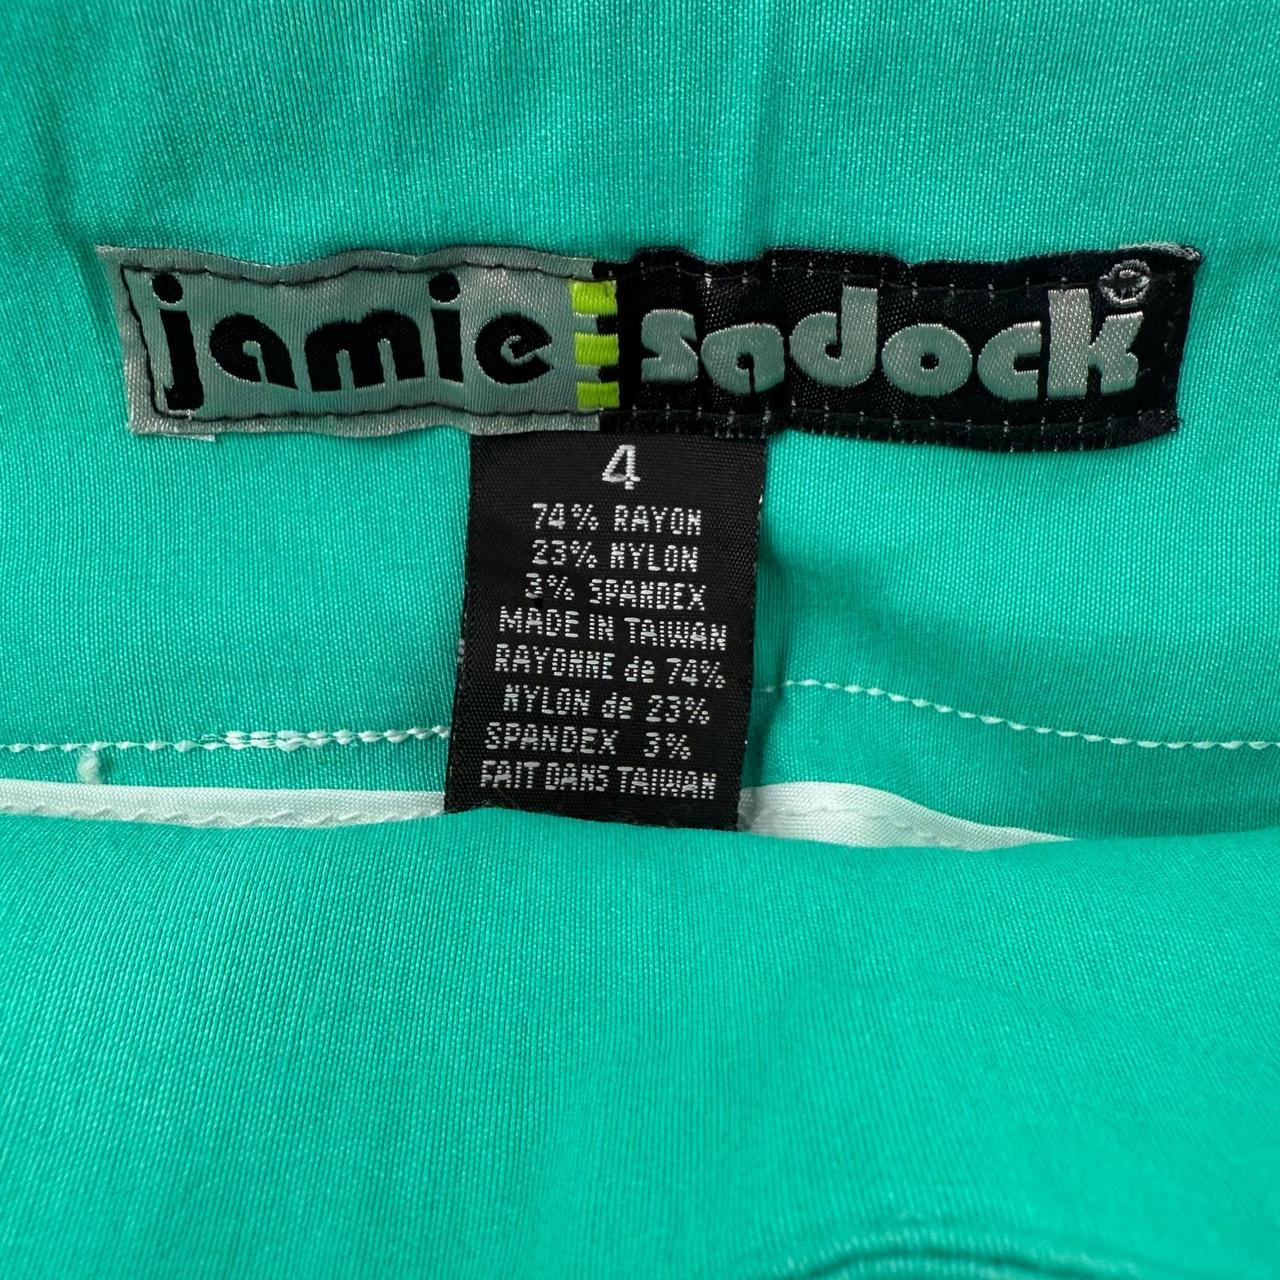 jamie sadock®
4
74% RAYON
23% NYLON
3% SPANDEX
MADE IN TAIWAN
RAYONNE de 74%
NYLON de 23%
SPANDEX 3%
FAIT DANS TAIWAN